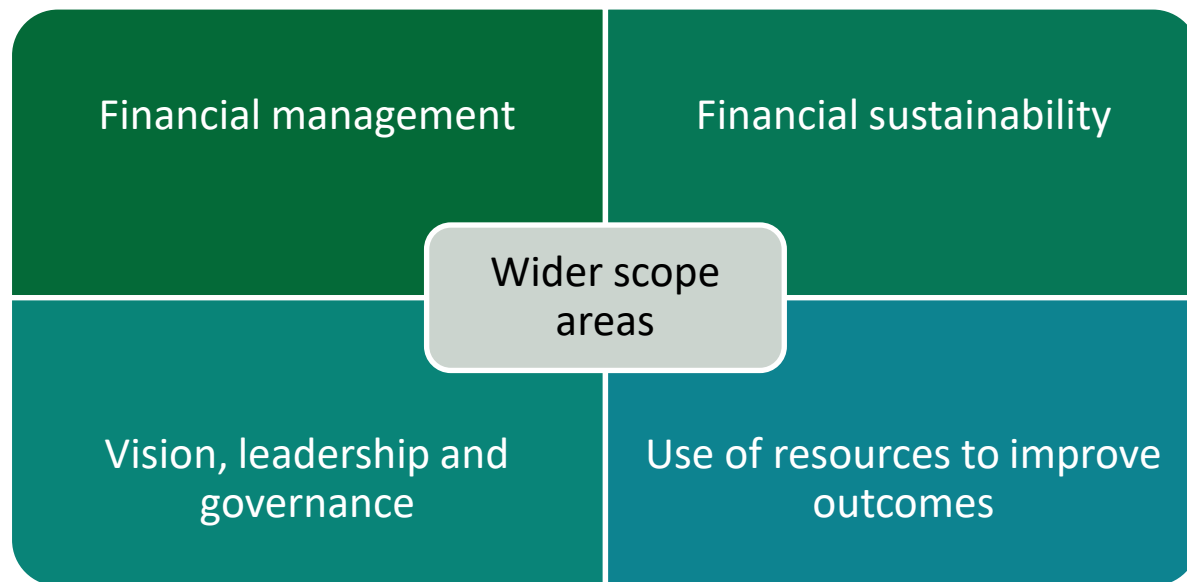 Financial management
Financial sustainability
Wider scope
areas
Vision, leadership and
governance
Use of resources to improve
outcomes